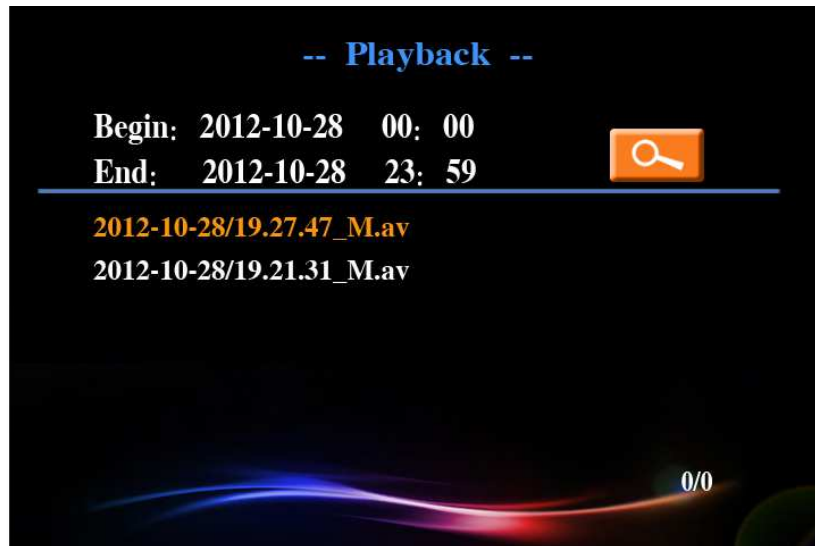 -- Playback --
Begin: 2012-10-28 00: 00
End: 2012-10-28 23: 59
2012-10-28/19.27.47_M.av
2012-10-28/19.21.31_M.av
0/0